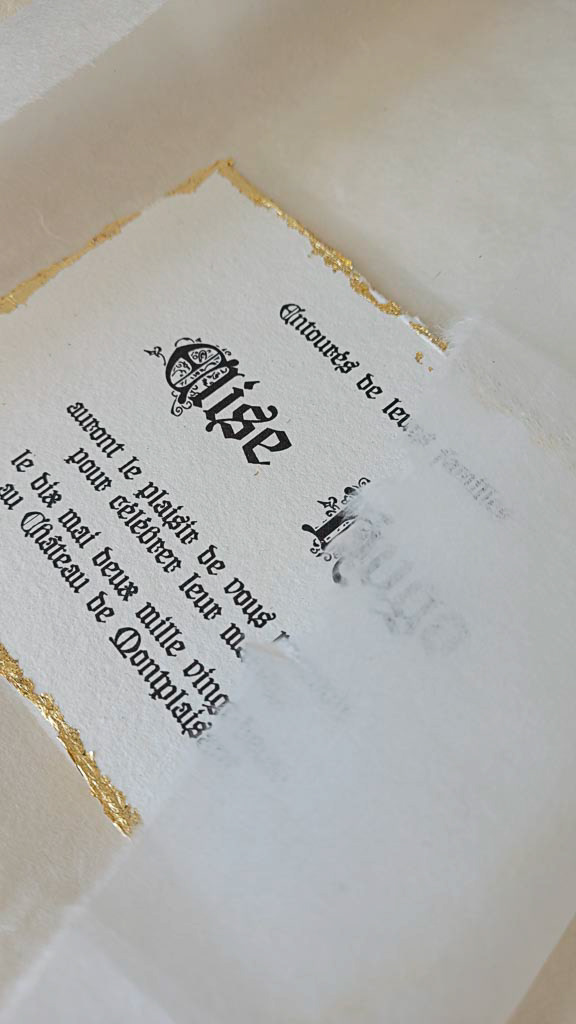 Entourés de leurs familles
Elise
Hugo
auront le plaisir de vous
pour célébrer leur
le dix mai deux mille
au Château de